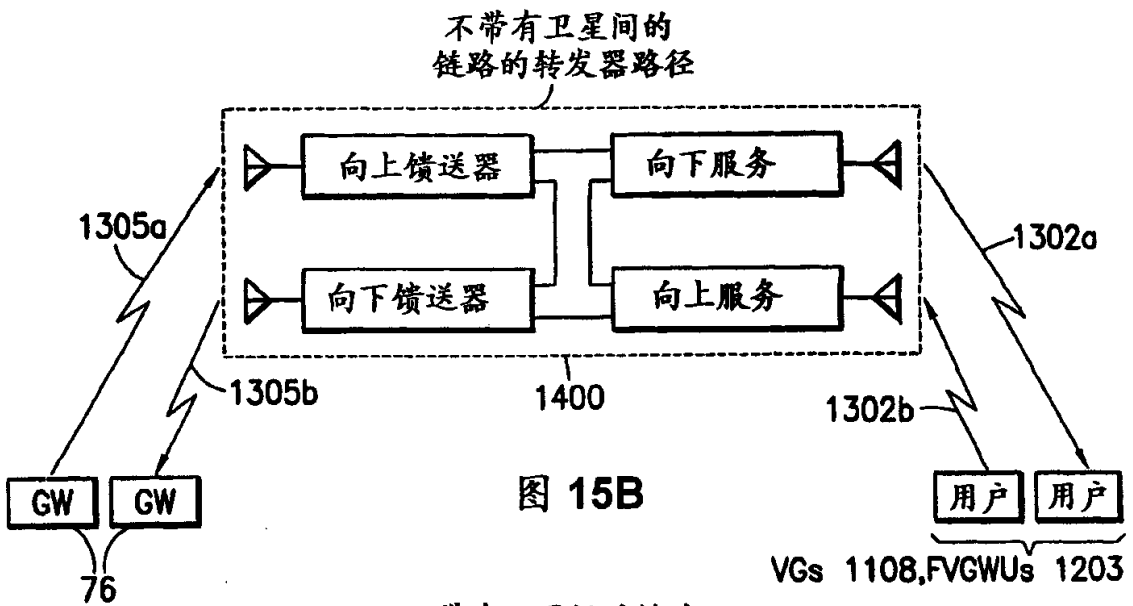 不带有卫星间的
链路的转发器路径
向上馈送器
向下服务
1305a
1302a
向下馈送器
向上服务
1305b
1400
1302b
GW
GW
图 15B
用户
用户
76
VGs 1108,FVGWUs 1203